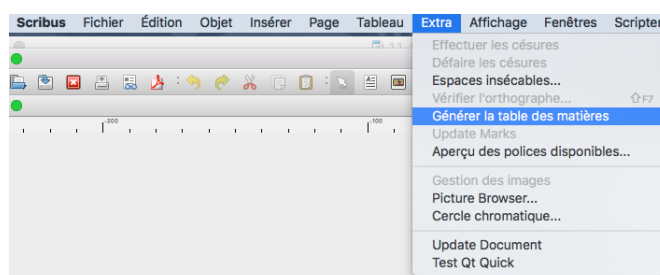 Scribus Fichier Édition Objet Insérer Page Tableau Extra Affichage Fenêtres Scripter
Effectuer les césures
Défaire les césures
Espaces insécables...
Vérifier l'orthographe... ⇧F7
Générer la table des matières
Update Marks
Aperçu des polices disponibles...
Gestion des images
Picture Browser...
Cercle chromatique...
Update Document
Test Qt Quick
-200 -100